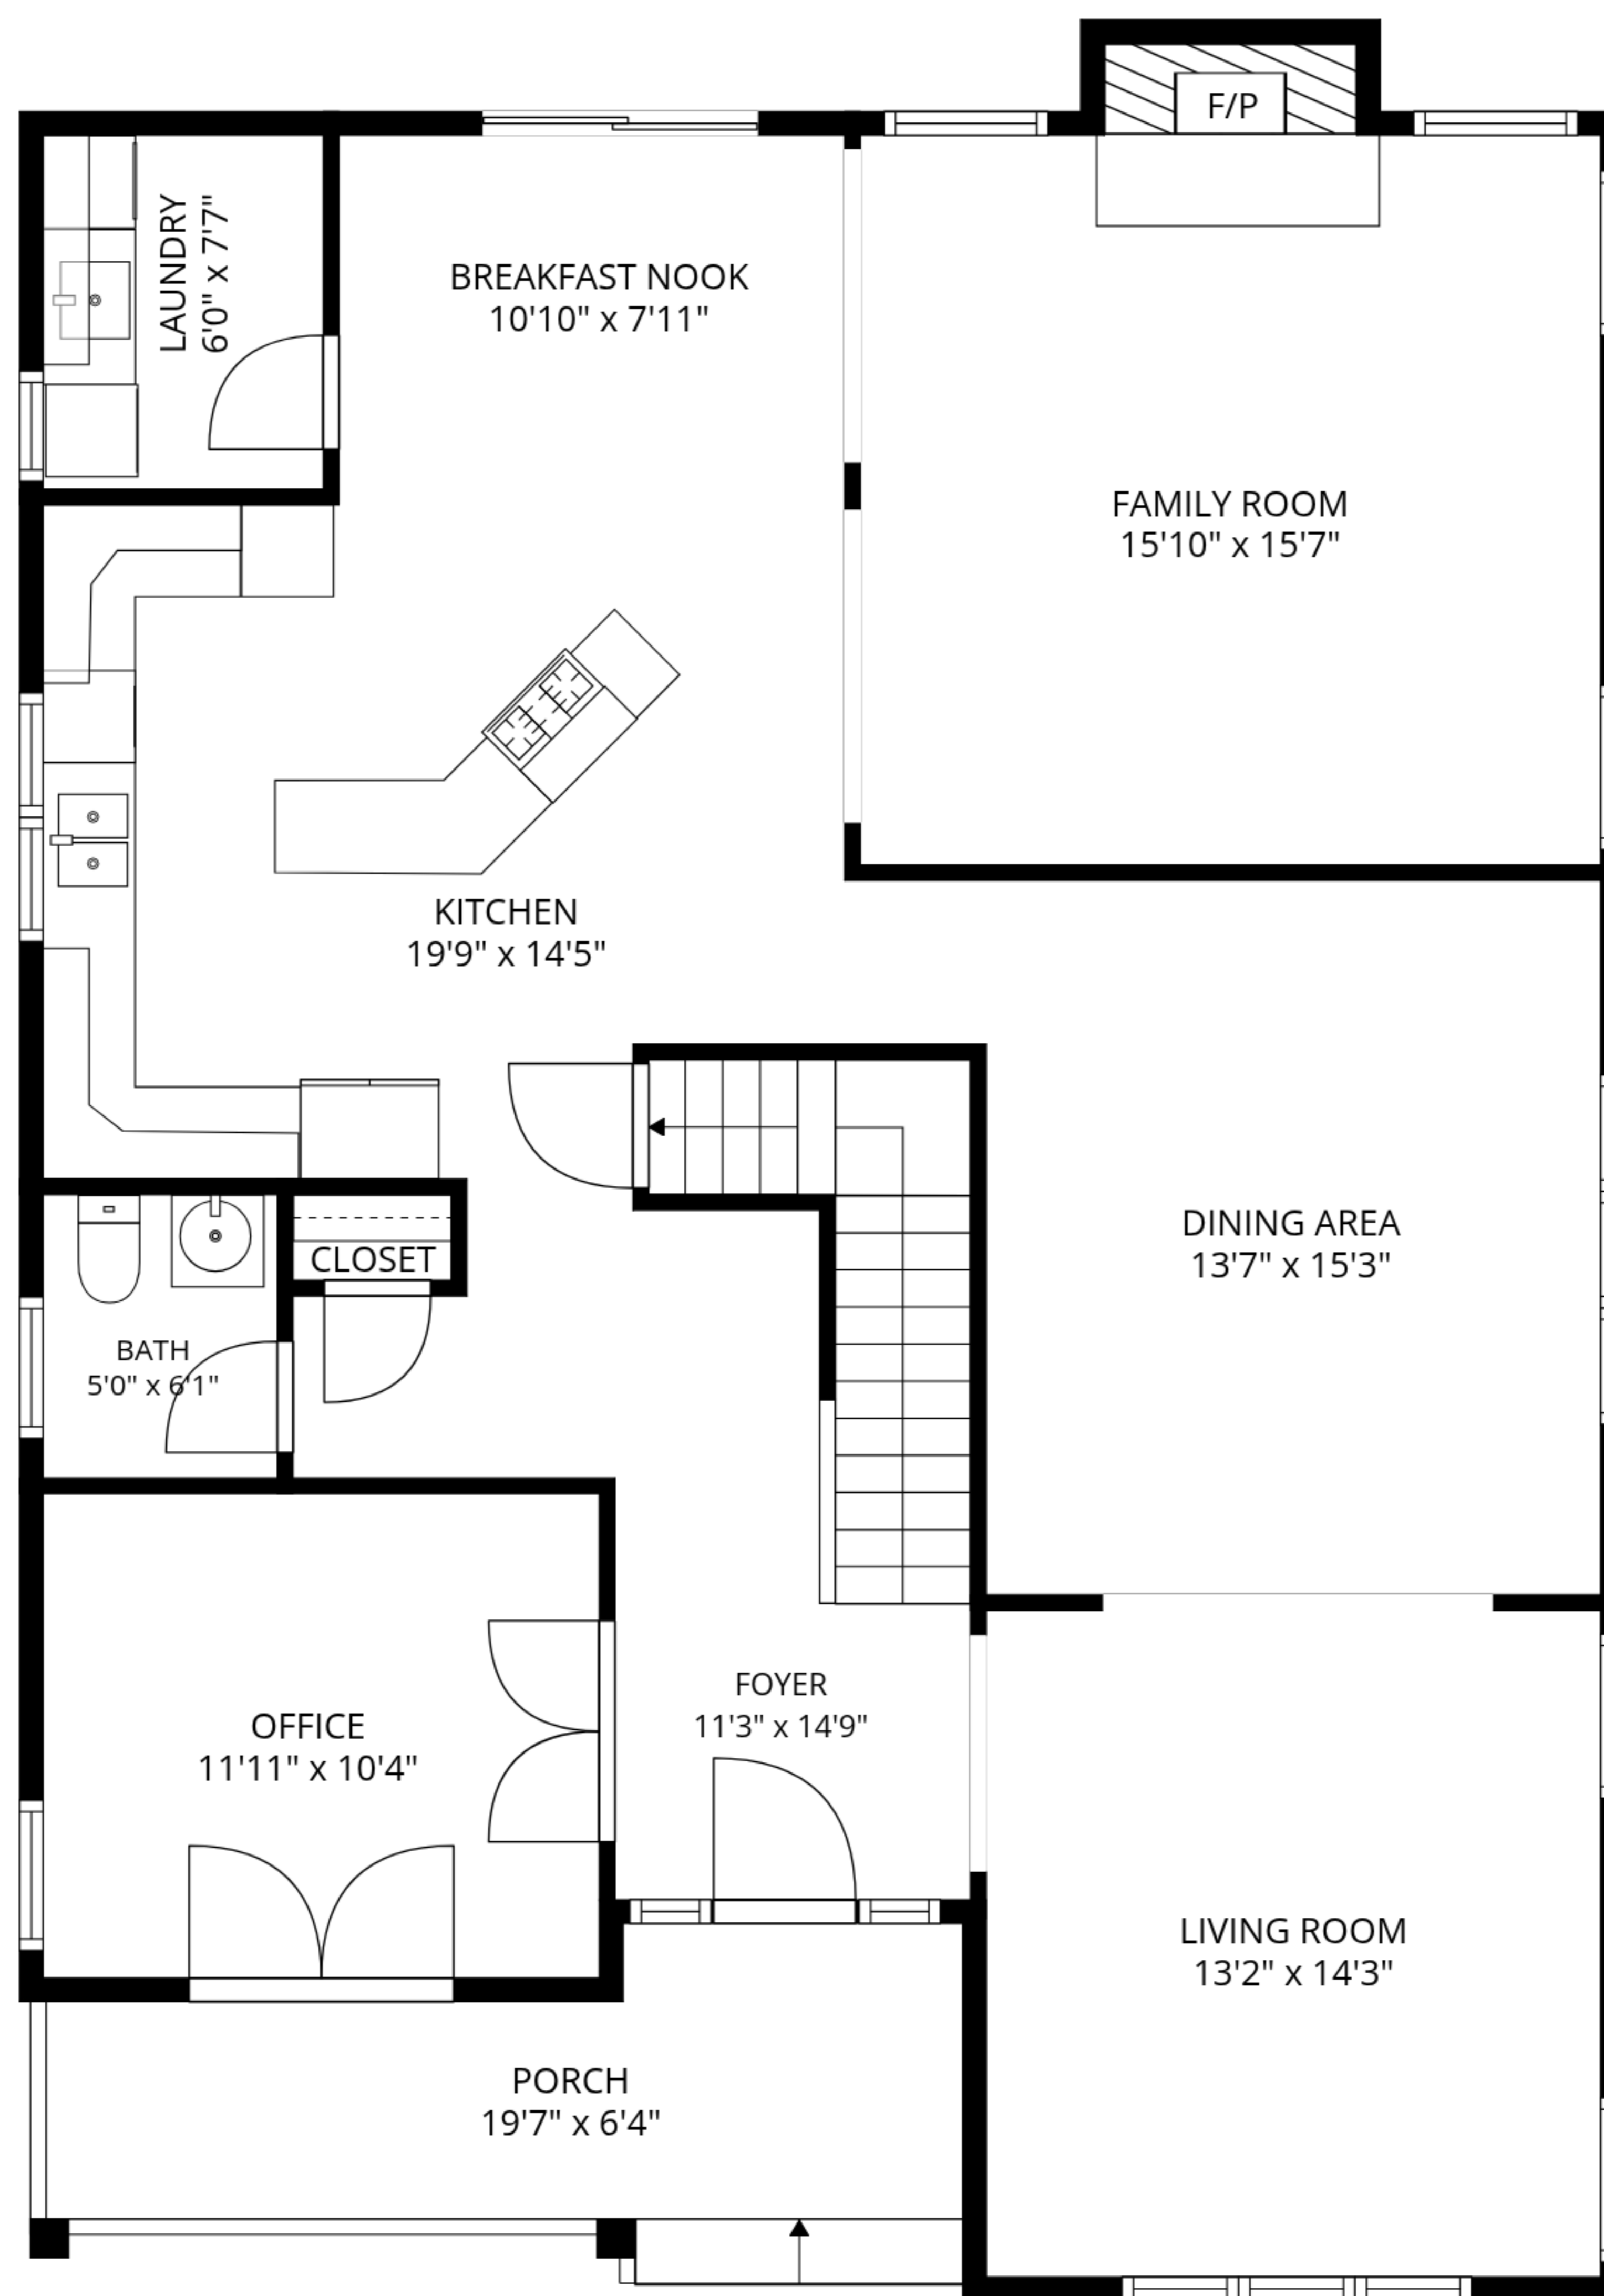 F/P
LAUNDRY
6'0" x 7'7"
BREAKFAST NOOK
10'10" x 7'11"
FAMILY ROOM
15'10" x 15'7"
KITCHEN
19'9" x 14'5"
DINING AREA
13'7" x 15'3"
CLOSET
BATH
5'0" x 6'1"
FOYER
11'3" x 14'9"
OFFICE
11'11" x 10'4"
LIVING ROOM
13'2" x 14'3"
PORCH
19'7" x 6'4"